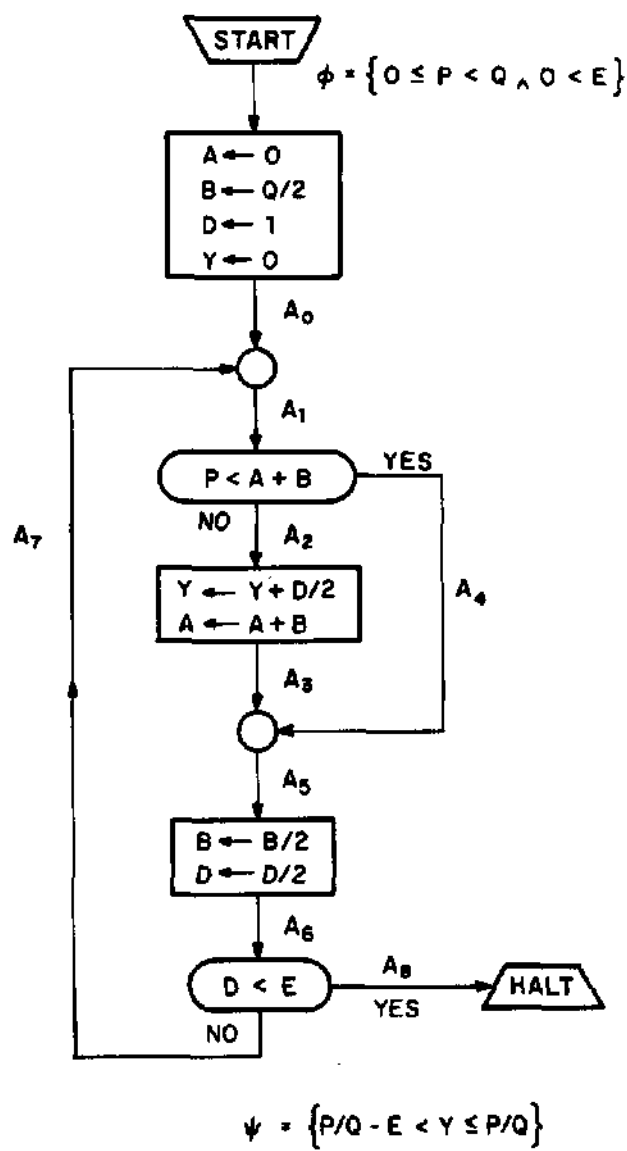 START
φ = {0 ≤ P < Q ∧ 0 < E}
A ← 0
B ← Q/2
D ← 1
Y ← 0
A₀
A₁
P < A + B
YES
NO
A₂
A₇
Y ← Y + D/2
A ← A + B
A₄
A₃
A₅
B ← B/2
D ← D/2
A₆
D < E
A₈
YES
HALT
NO
ψ = {P/Q - E < Y ≤ P/Q}